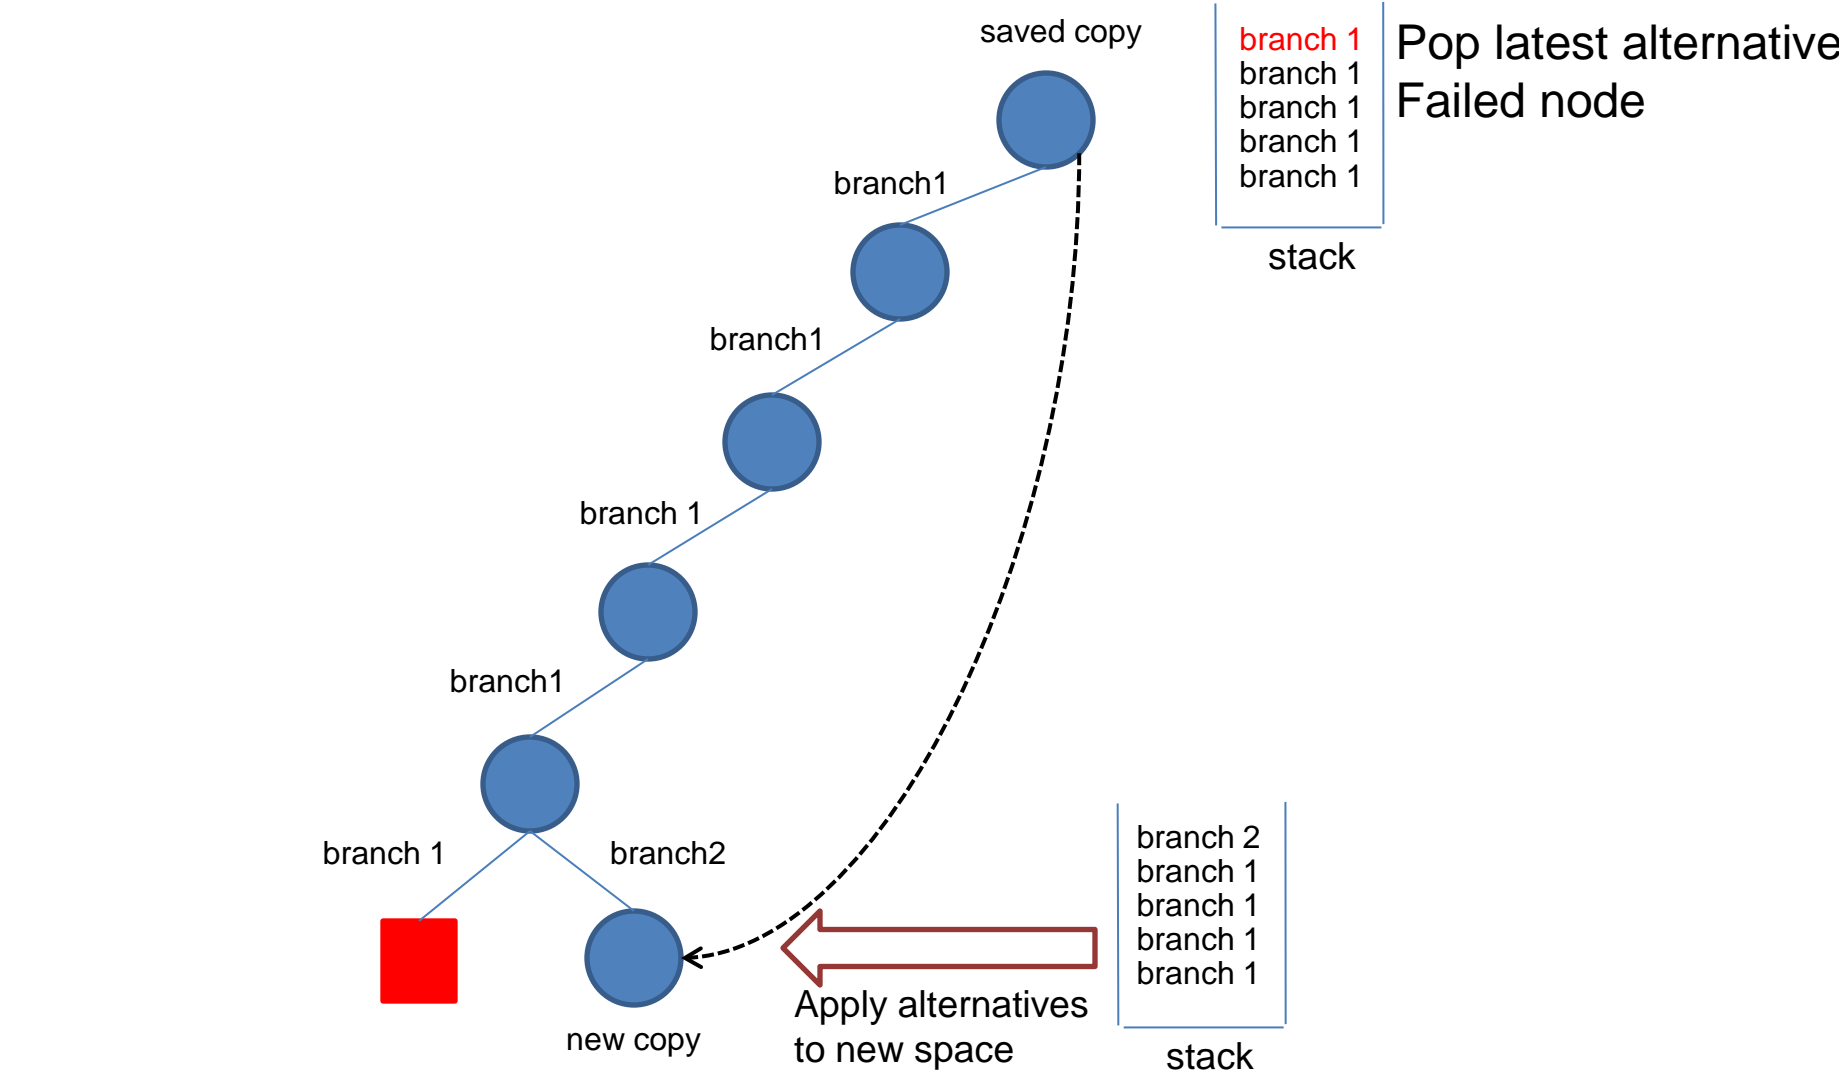 saved copy
branch 1
branch 1
branch 1
branch 1
branch 1
stack
Pop latest alternative
Failed node
branch1
branch1
branch 1
branch1
branch 1
branch2
new copy
Apply alternatives
to new space
branch 2
branch 1
branch 1
branch 1
branch 1
stack